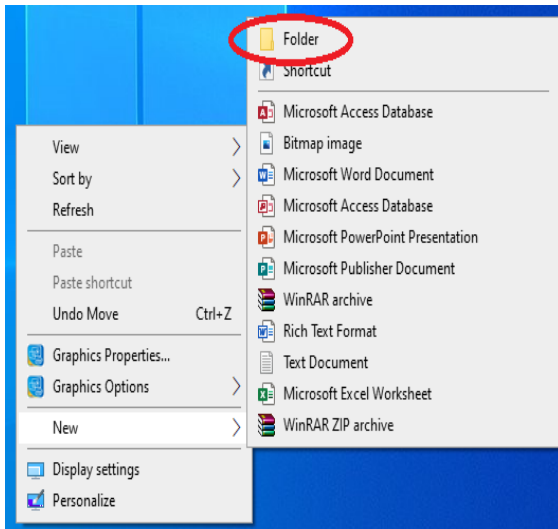 Folder
Shortcut
Microsoft Access Database
Bitmap image
Microsoft Word Document
Microsoft Access Database
Microsoft PowerPoint Presentation
Microsoft Publisher Document
WinRAR archive
Rich Text Format
Text Document
Microsoft Excel Worksheet
WinRAR ZIP archive
View
Sort by
Refresh
Paste
Paste shortcut
Undo Move Ctrl+Z
Graphics Properties...
Graphics Options
New
Display settings
Personalize